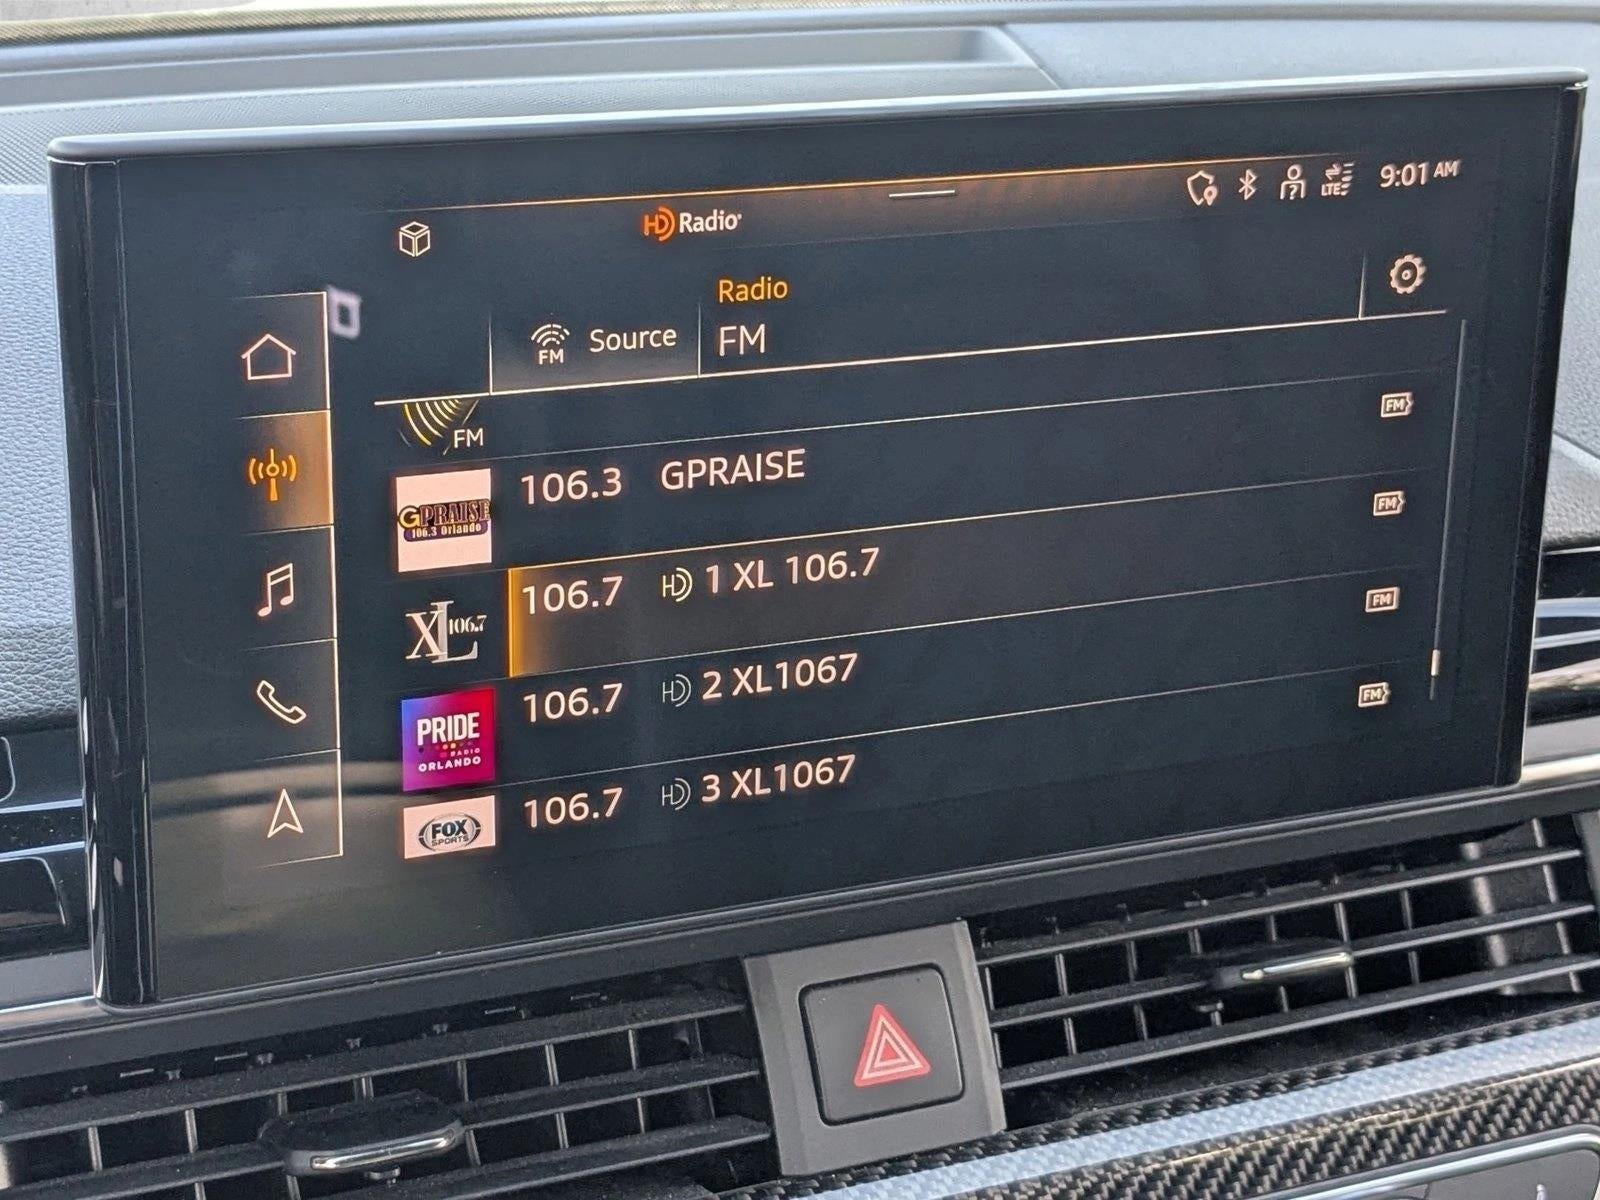 LTE 9:01 AM
HD Radio
Radio
FM Source FM
FM
FM
GPRAISE
106.3 Orlando
106.3 GPRAISE
FM
XL 106.7
106.7 HD 1 XL 106.7
FM
PRIDE
RADIO
ORLANDO
106.7 HD 2 XL1067
FM
FOX
SPORTS
106.7 HD 3 XL1067